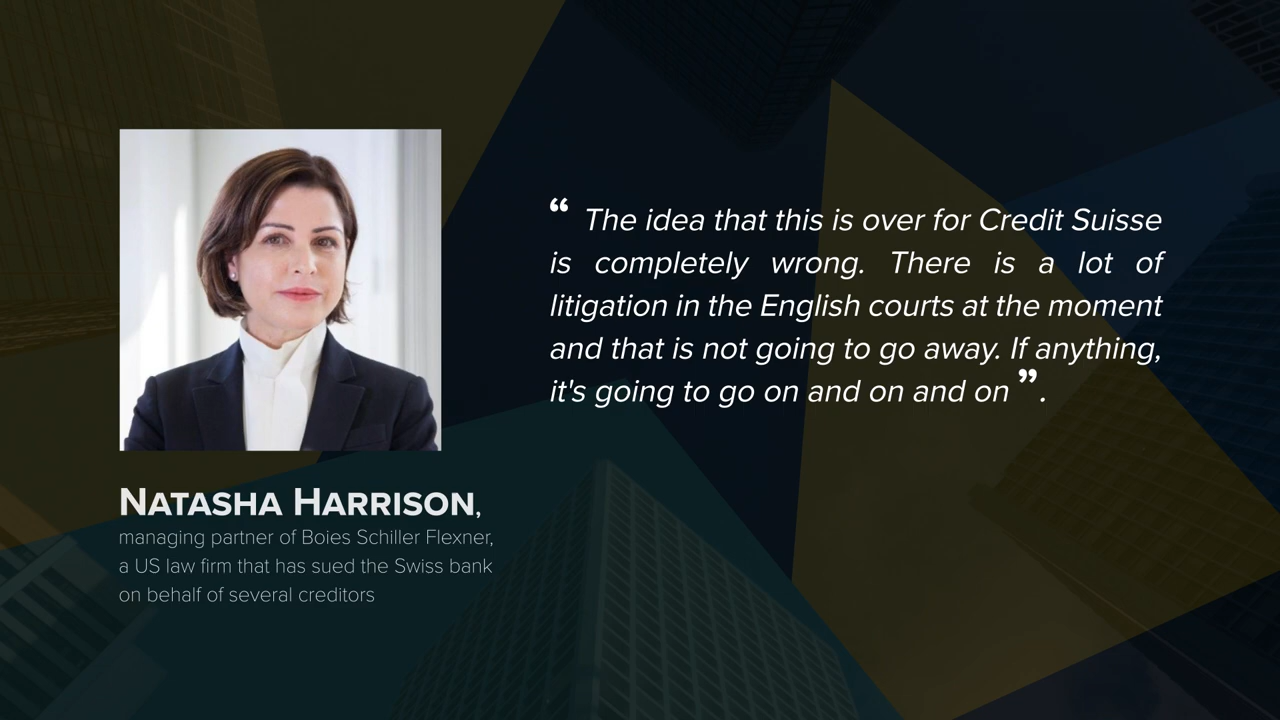 “ The idea that this is over for Credit Suisse
is completely wrong. There is a lot of
litigation in the English courts at the moment
and that is not going to go away. If anything,
it's going to go on and on and on ”.
NATASHA HARRISON,
managing partner of Boies Schiller Flexner,
a US law firm that has sued the Swiss bank
on behalf of several creditors